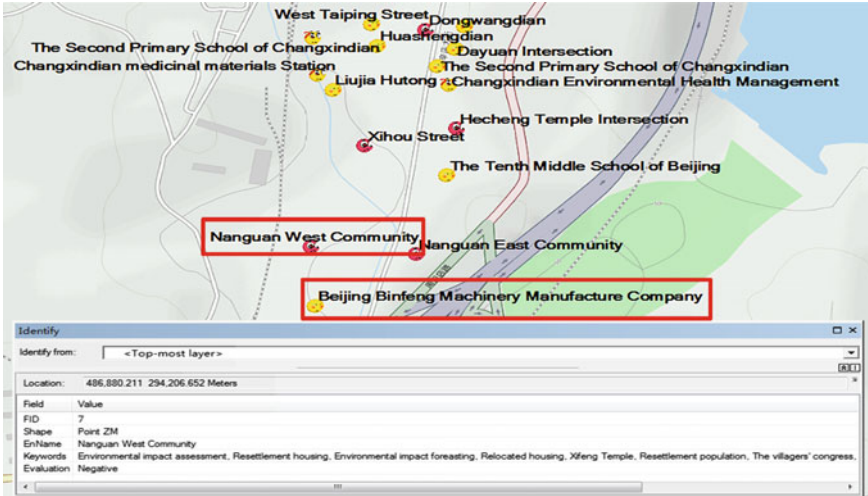 West Taiping Street
Dongwangdian
Huashengdian
The Second Primary School of Changxindian
Dayuan Intersection
Changxindian medicinal materials Station
The Second Primary School of Changxindian
Liujia Hutong
Changxindian Environmental Health Management
Hecheng Temple Intersection
Xihou Street
The Tenth Middle School of Beijing
Nanguan West Community
Nanguan East Community
Beijing Binfeng Machinery Manufacture Company
Identify
Identify from: <Top-most layer>
Location: 486,880.211 294,206.652 Meters
Field Value
FID 7
Shape Point ZM
EnName Nanguan West Community
Keywords Environmental impact assessment, Resettlement housing, Environmental impact foreasting, Relocated housing, Xifeng Temple, Resettlement population, The villagers' congress,
Evaluation Negative